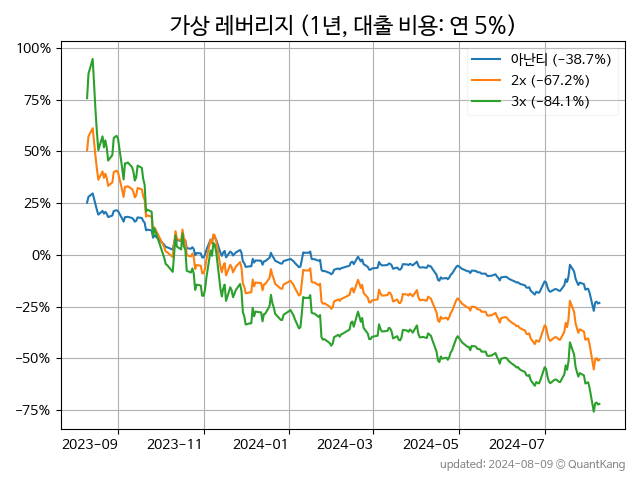 가상 레버리지 (1년, 대출 비용: 연 5%)
아난티 (−38.7%)
2x (−67.2%)
3x (−84.1%)
100%
75%
50%
25%
0%
−25%
−50%
−75%
2023-09 2023-11 2024-01 2024-03 2024-05 2024-07
updated: 2024-08-09 © QuantKang